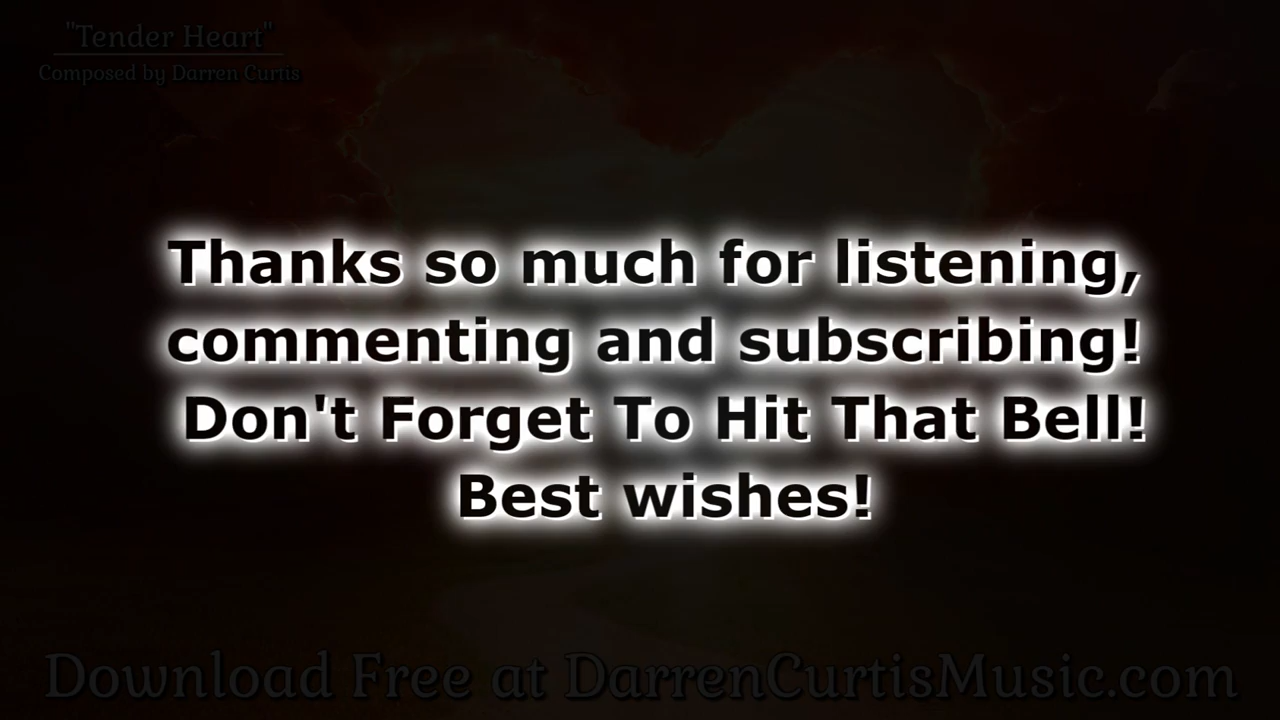 "Tender Heart"
Composed by Darren Curtis
Thanks so much for listening,
commenting and subscribing!
Don't Forget To Hit That Bell!
Best wishes!
Download Free at DarrenCurtisMusic.com